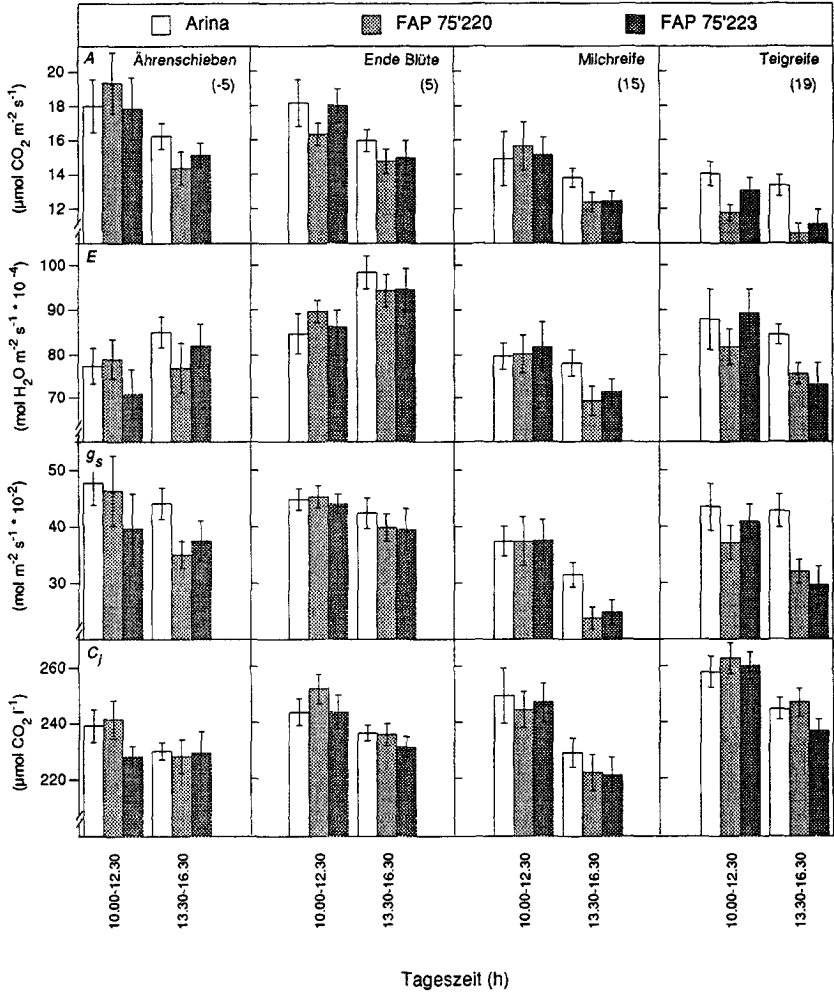 Arina FAP 75'220 FAP 75'223
A Ährenschieben Ende Blüte Milchreife Teigreife
(-5) (5) (15) (19)
(µmol CO2 m-2 s-1)
20
18
16
14
12
E
(mol H2O m-2 s-1 * 10-4)
100
90
80
70
gs
(mol m-2 s-1 * 10-2)
50
40
30
Ci
(µmol CO2 l-1)
260
240
220
10.00-12.30 13.30-16.30 10.00-12.30 13.30-16.30 10.00-12.30 13.30-16.30 10.00-12.30 13.30-16.30
Tageszeit (h)